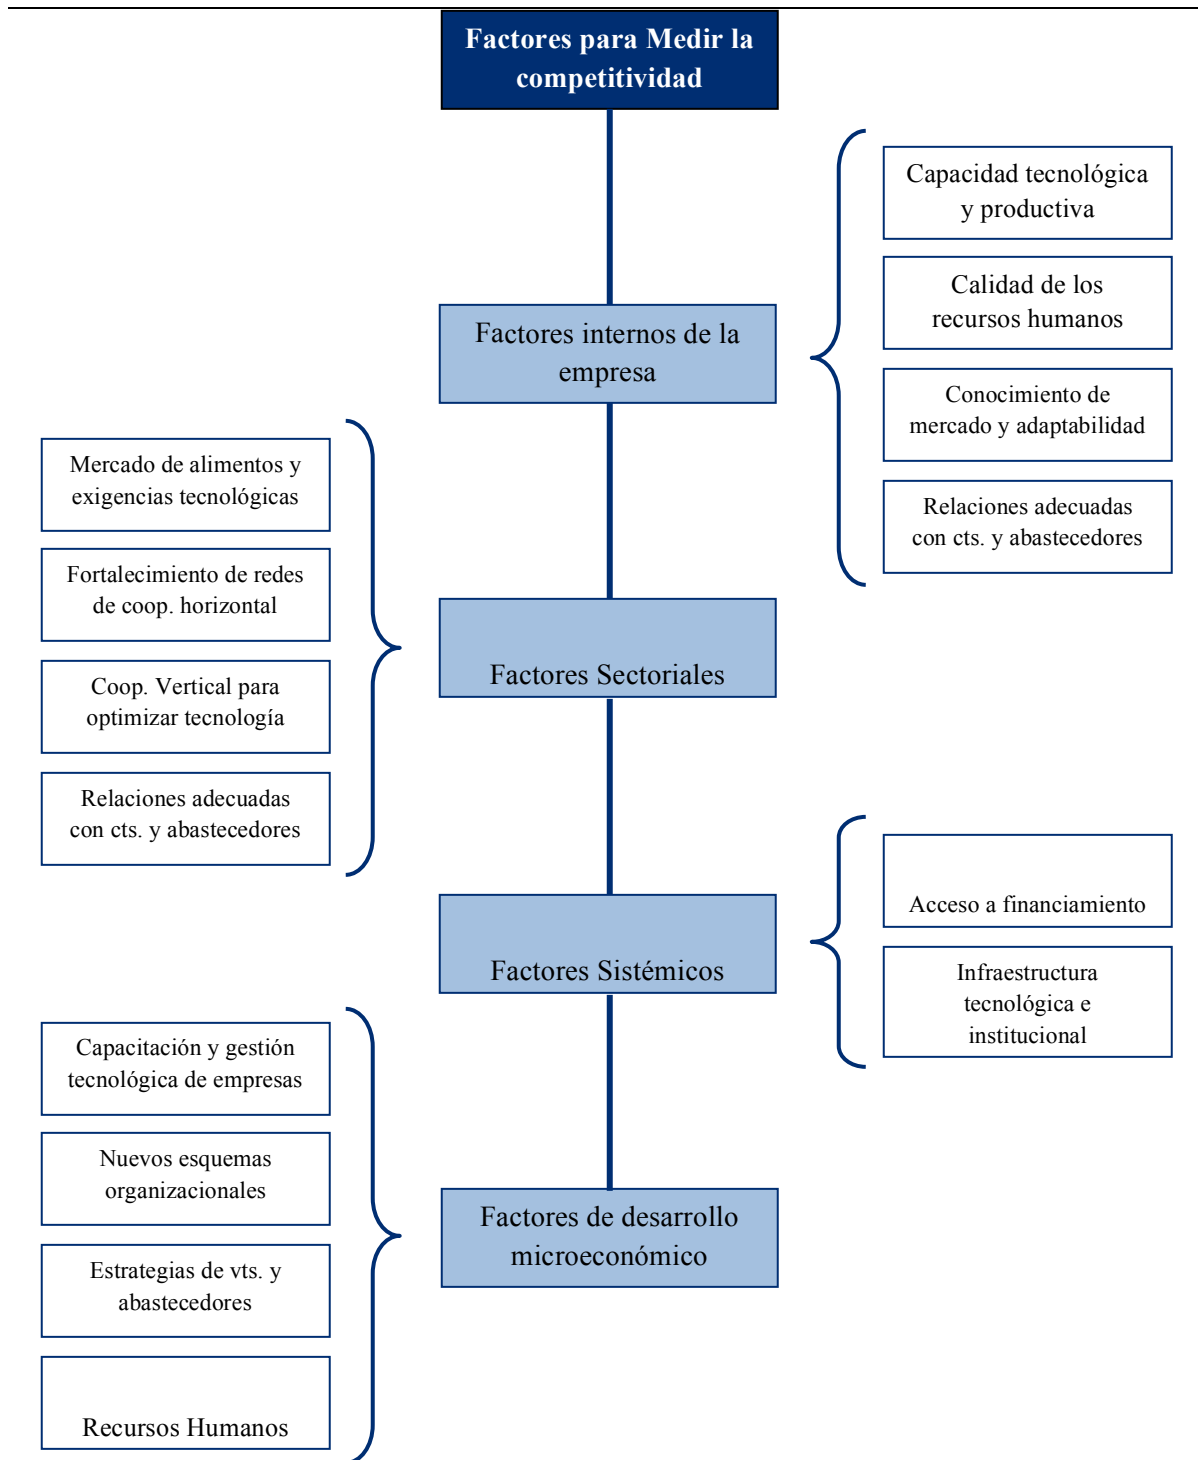 Factores para Medir la
competitividad
Factores internos de la
empresa
Capacidad tecnológica
y productiva
Calidad de los
recursos humanos
Conocimiento de
mercado y adaptabilidad
Relaciones adecuadas
con cts. y abastecedores
Factores Sectoriales
Mercado de alimentos y
exigencias tecnológicas
Fortalecimiento de redes
de coop. horizontal
Coop. Vertical para
optimizar tecnología
Relaciones adecuadas
con cts. y abastecedores
Factores Sistémicos
Acceso a financiamiento
Infraestructura
tecnológica e
institucional
Factores de desarrollo
microeconómico
Capacitación y gestión
tecnológica de empresas
Nuevos esquemas
organizacionales
Estrategias de vts. y
abastecedores
Recursos Humanos